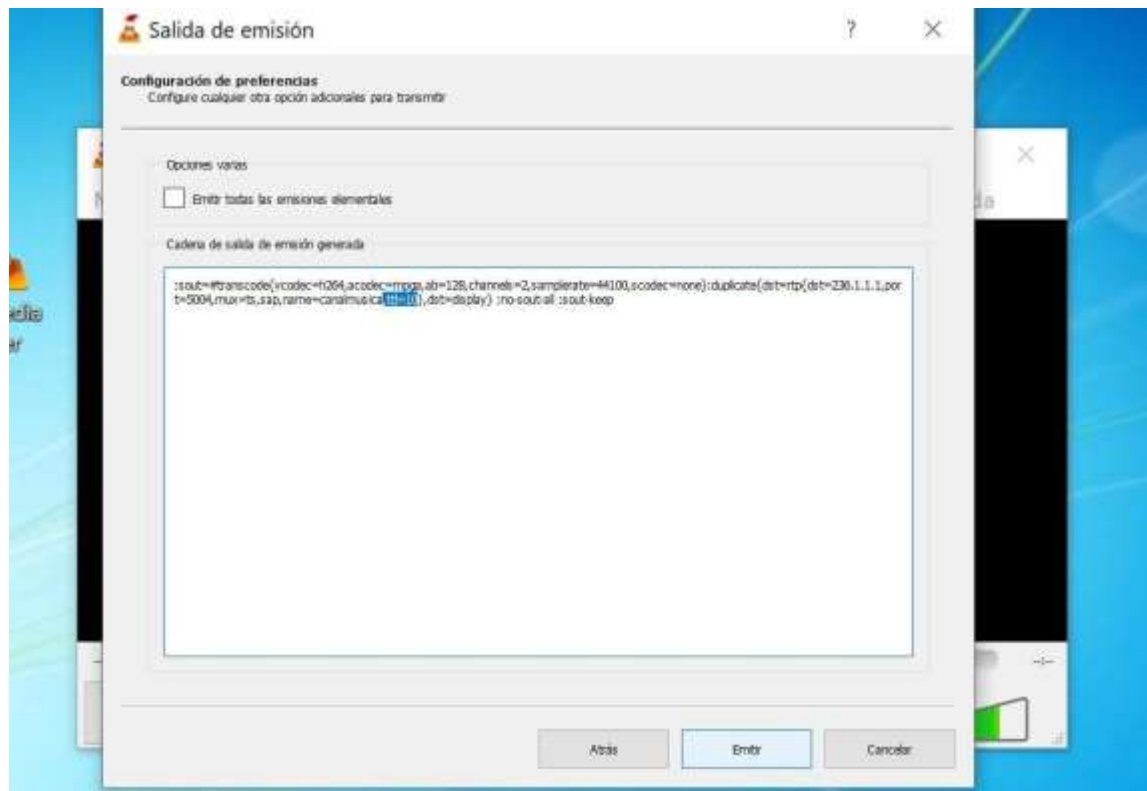 Salida de emisión
?
Configuración de preferencias
Configure cualquier otra opción adicionales para transmitir
Opciones varias
Emitir todas las emisiones elementales
Cadena de salida de emisión generada
:sout=#transcode{vcodec=h264,acodec=mpga,ab=128,channels=2,samplerate=44100,scodec=none}:duplicate{dst=rtp{dst=230.1.1.1,por
t=5004,mux=ts,sap,name=canalmusica,ttl=10},dst=display} :no-sout-all :sout-keep
--:--
Atrás
Emitir
Cancelar